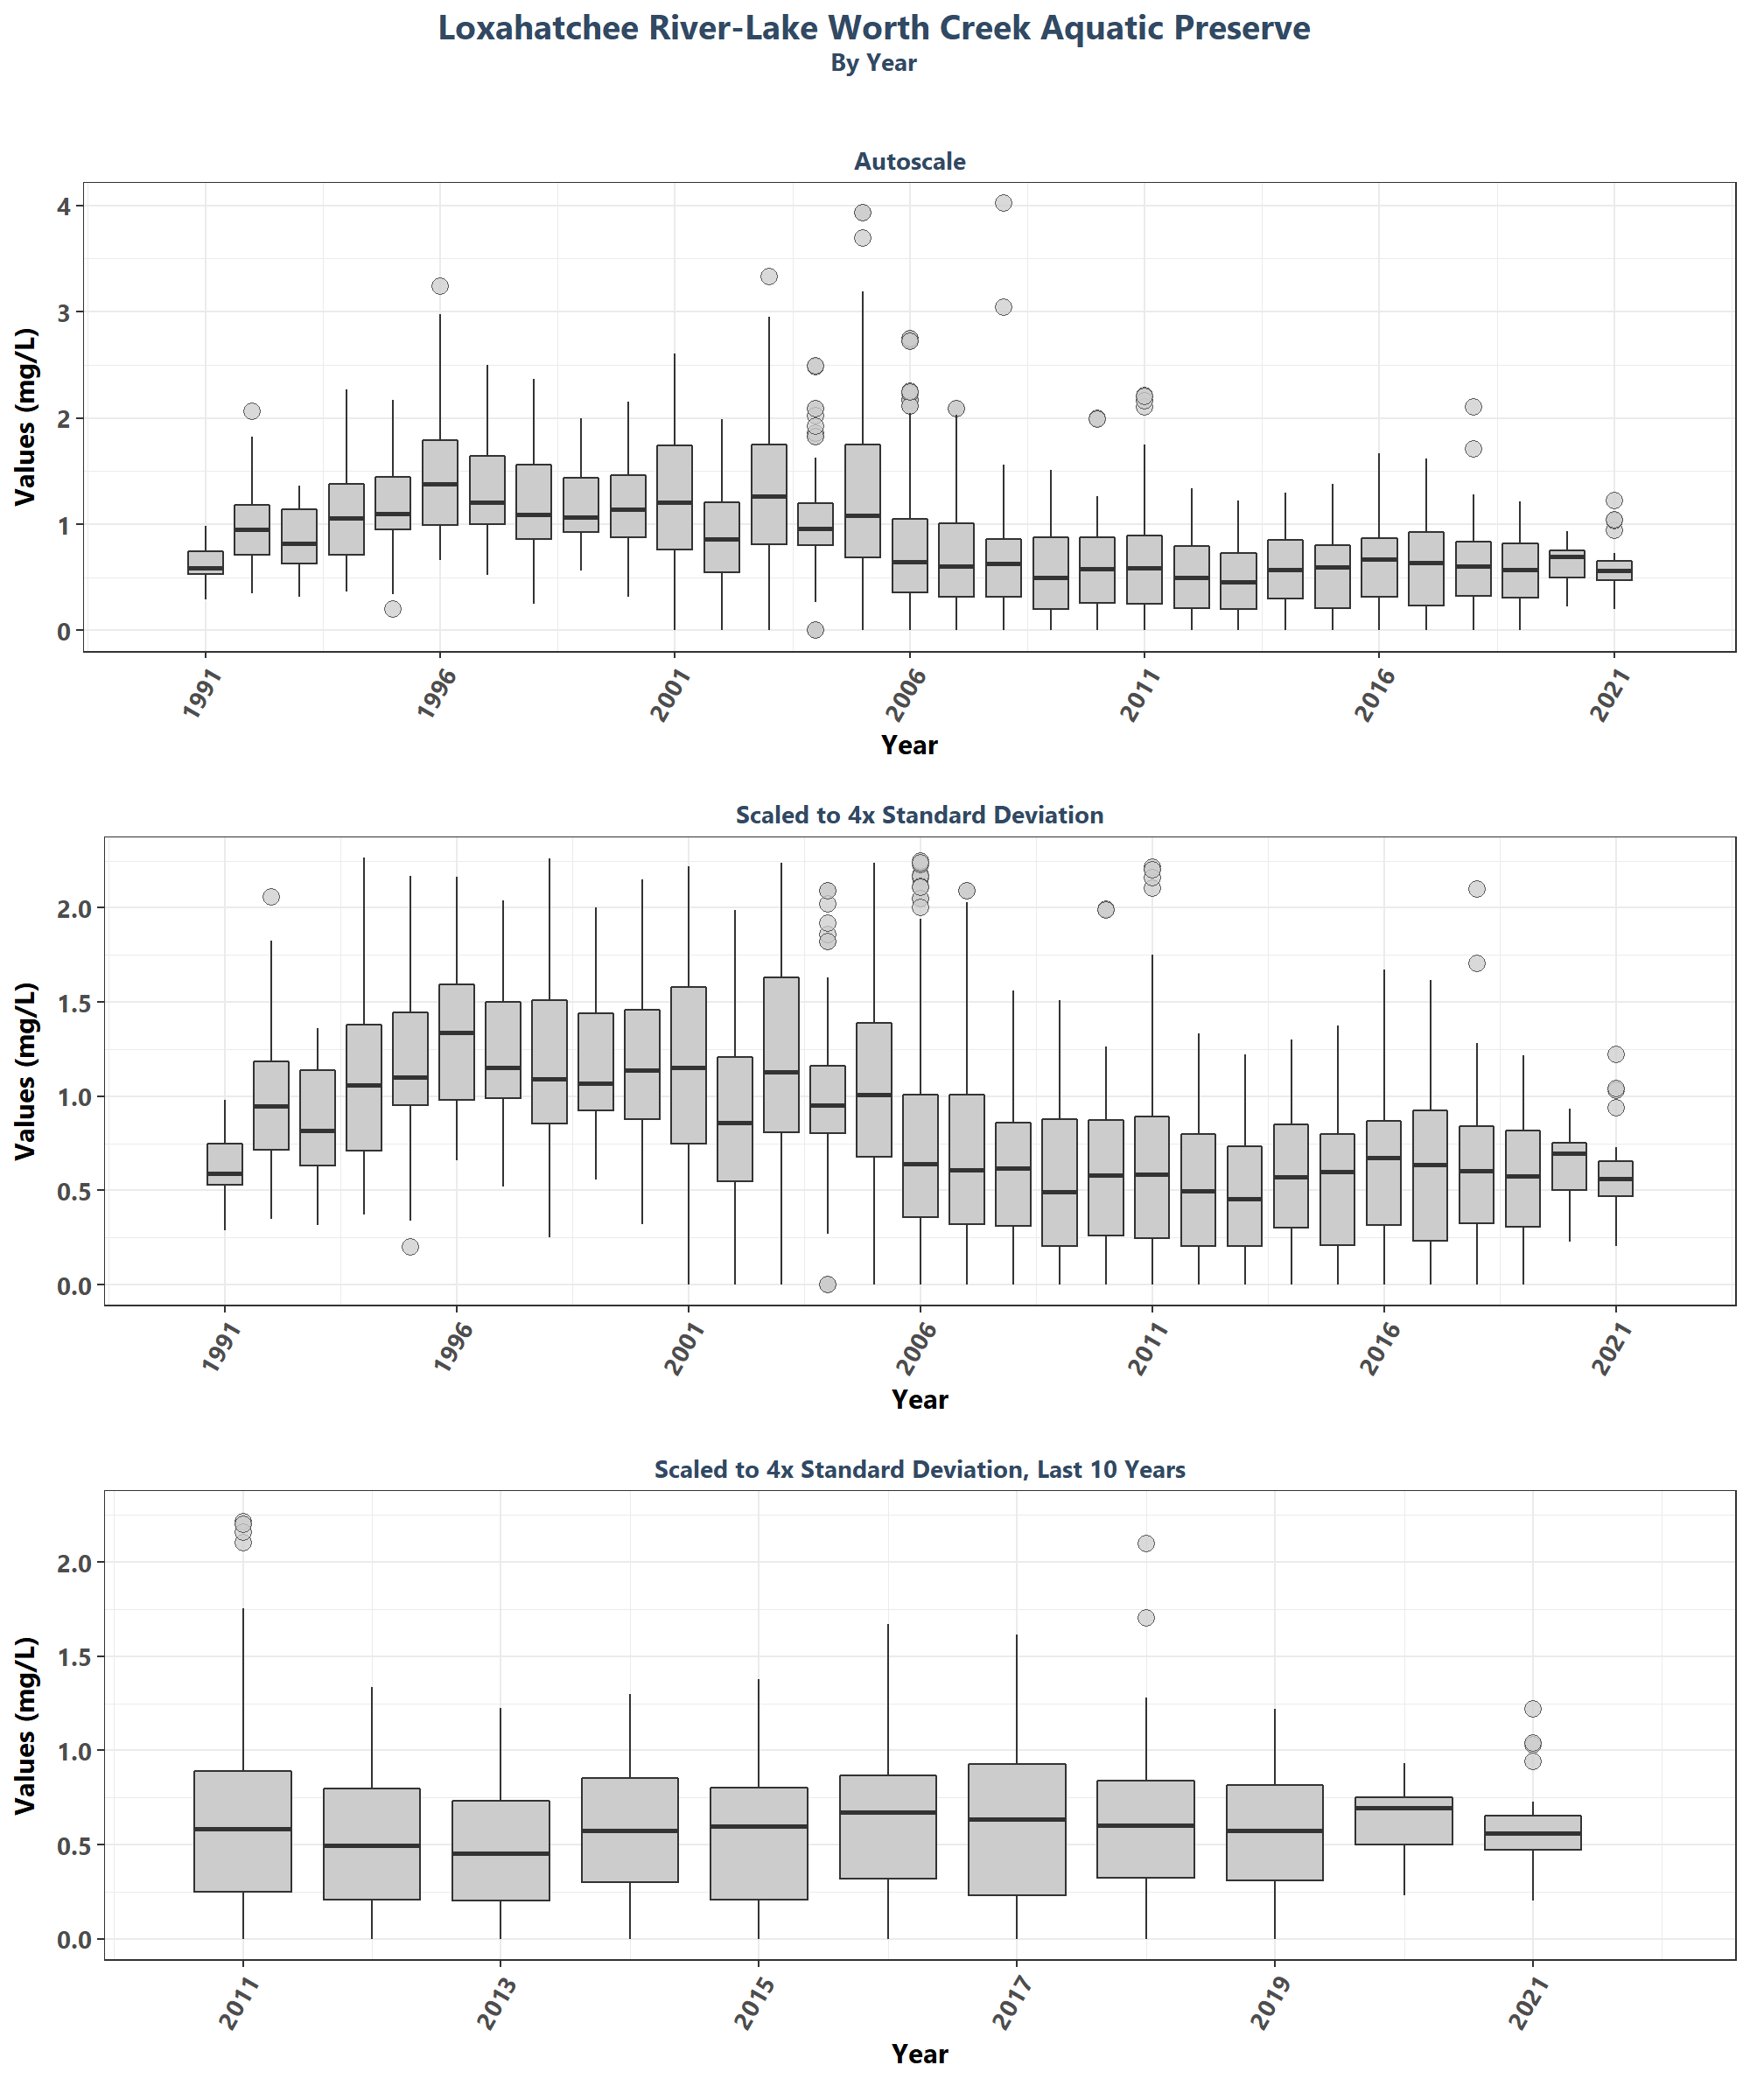 Loxahatchee River-Lake Worth Creek Aquatic Preserve
By Year
Autoscale
Values (mg/L)
4
3
2
1
0
1991 1996 2001 2006 2011 2016 2021
Year
Scaled to 4x Standard Deviation
Values (mg/L)
2.0
1.5
1.0
0.5
0.0
1991 1996 2001 2006 2011 2016 2021
Year
Scaled to 4x Standard Deviation, Last 10 Years
Values (mg/L)
2.0
1.5
1.0
0.5
0.0
2011 2013 2015 2017 2019 2021
Year